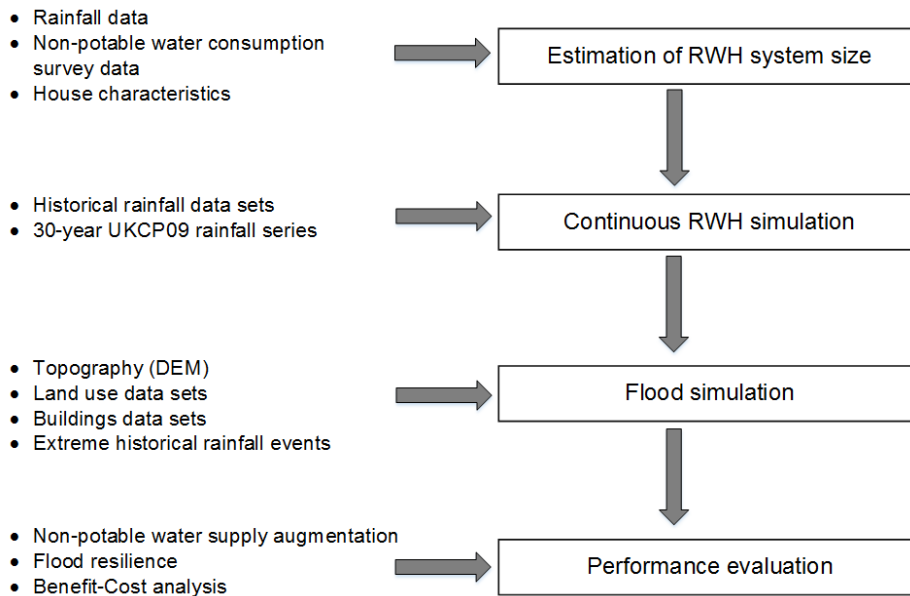 • Rainfall data
• Non-potable water consumption
survey data
• House characteristics
Estimation of RWH system size
• Historical rainfall data sets
• 30-year UKCP09 rainfall series
Continuous RWH simulation
• Topography (DEM)
• Land use data sets
• Buildings data sets
• Extreme historical rainfall events
Flood simulation
• Non-potable water supply augmentation
• Flood resilience
• Benefit-Cost analysis
Performance evaluation